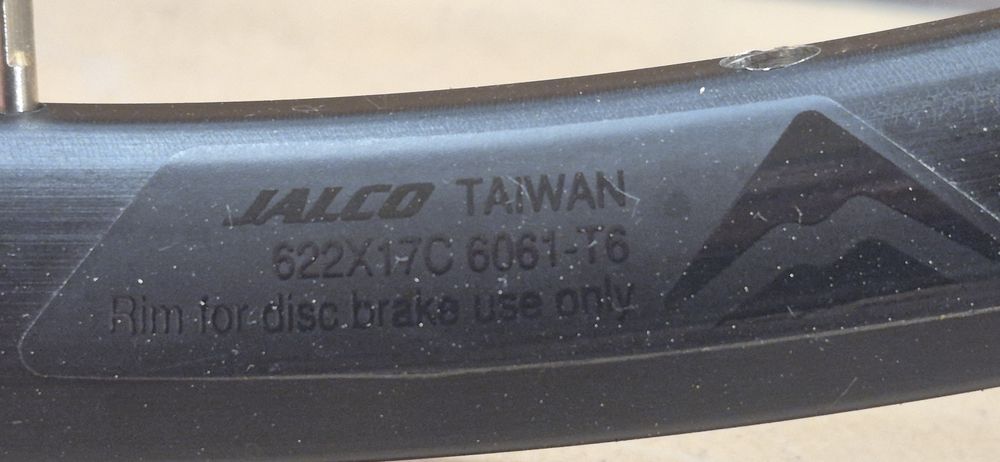 JALCO TAIWAN
622X17C 6061-T6
Rim for disc brake use only